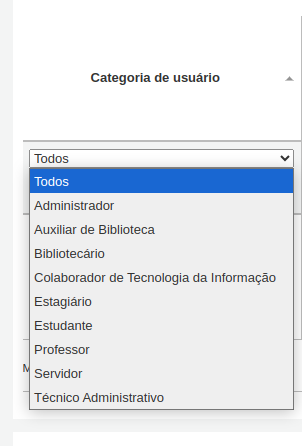 Categoria de usuário
Todos
Todos
Administrador
Auxiliar de Biblioteca
Bibliotecário
Colaborador de Tecnologia da Informação
Estagiário
Estudante
Professor
Servidor
Técnico Administrativo